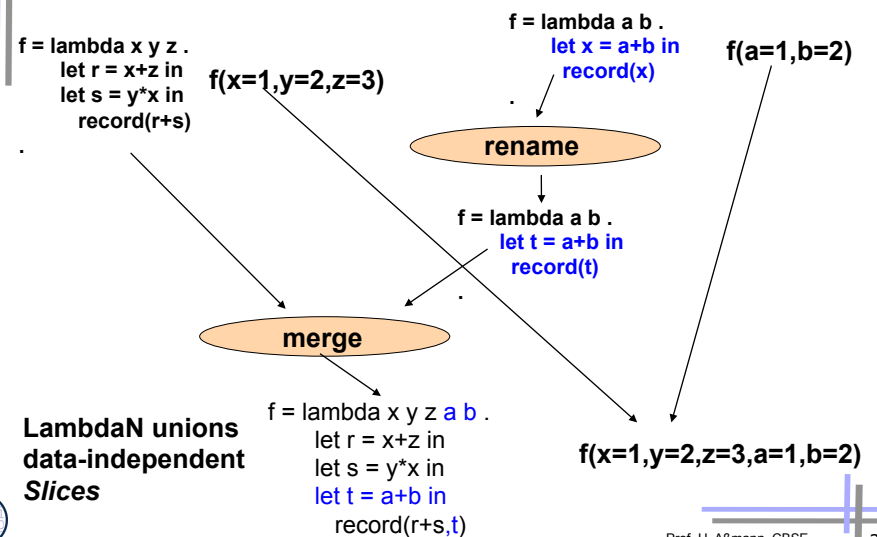 f = lambda x y z .
let r = x+z in
let s = y*x in
record(r+s)
.
f(x=1,y=2,z=3)
f = lambda a b .
let x = a+b in
record(x)
.
f(a=1,b=2)
rename
f = lambda a b .
let t = a+b in
record(t)
.
merge
LambdaN unions
data-independent
Slices
f = lambda x y z a b .
let r = x+z in
let s = y*x in
let t = a+b in
record(r+s,t)
f(x=1,y=2,z=3,a=1,b=2)